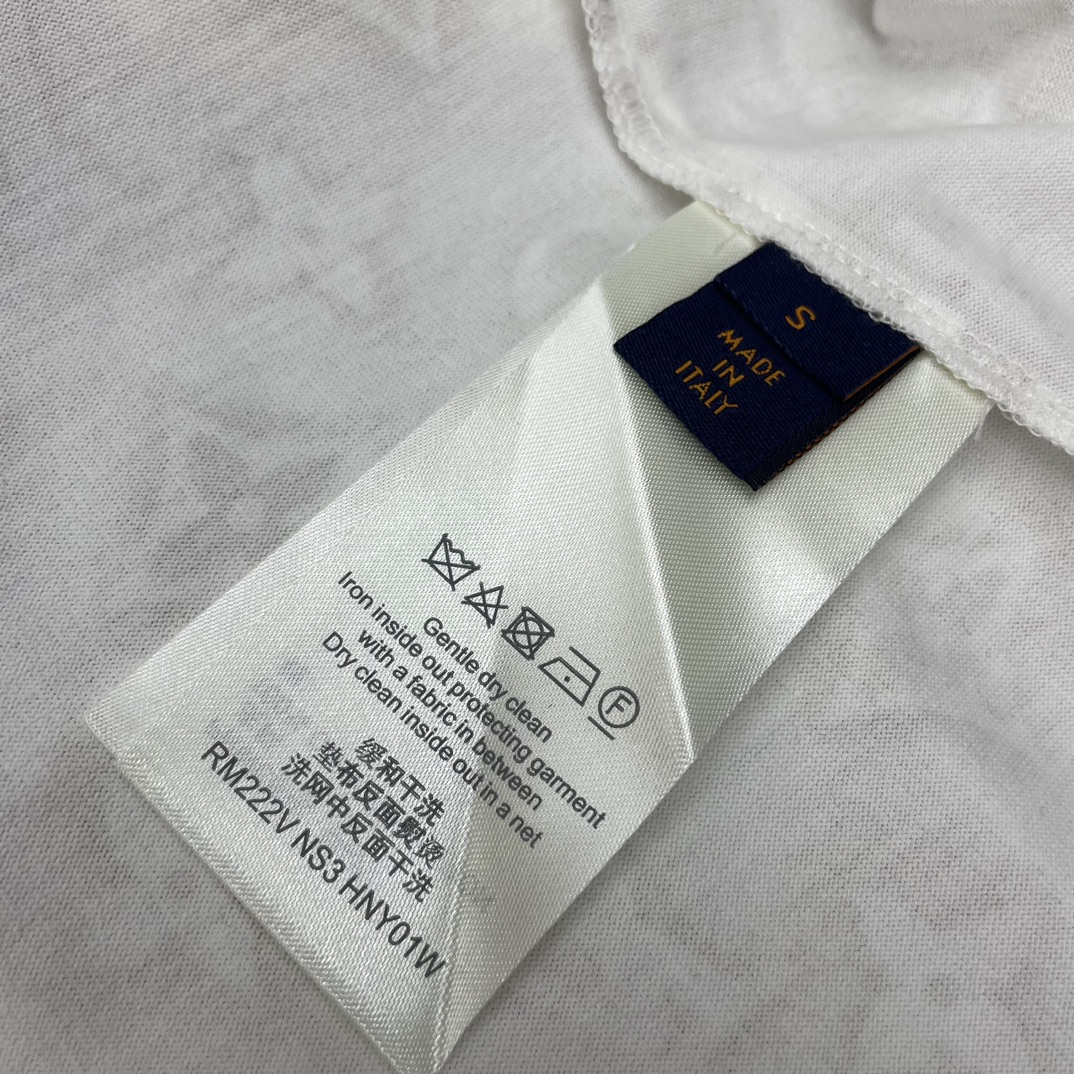 S
MADE
IN
ITALY
F
Gentle dry clean
Iron inside out protecting garment
with a fabric in between
Dry clean inside out in a net
缓和干洗
垫布反面熨烫
洗网中反面干洗
RM222V NS3 HNY01W